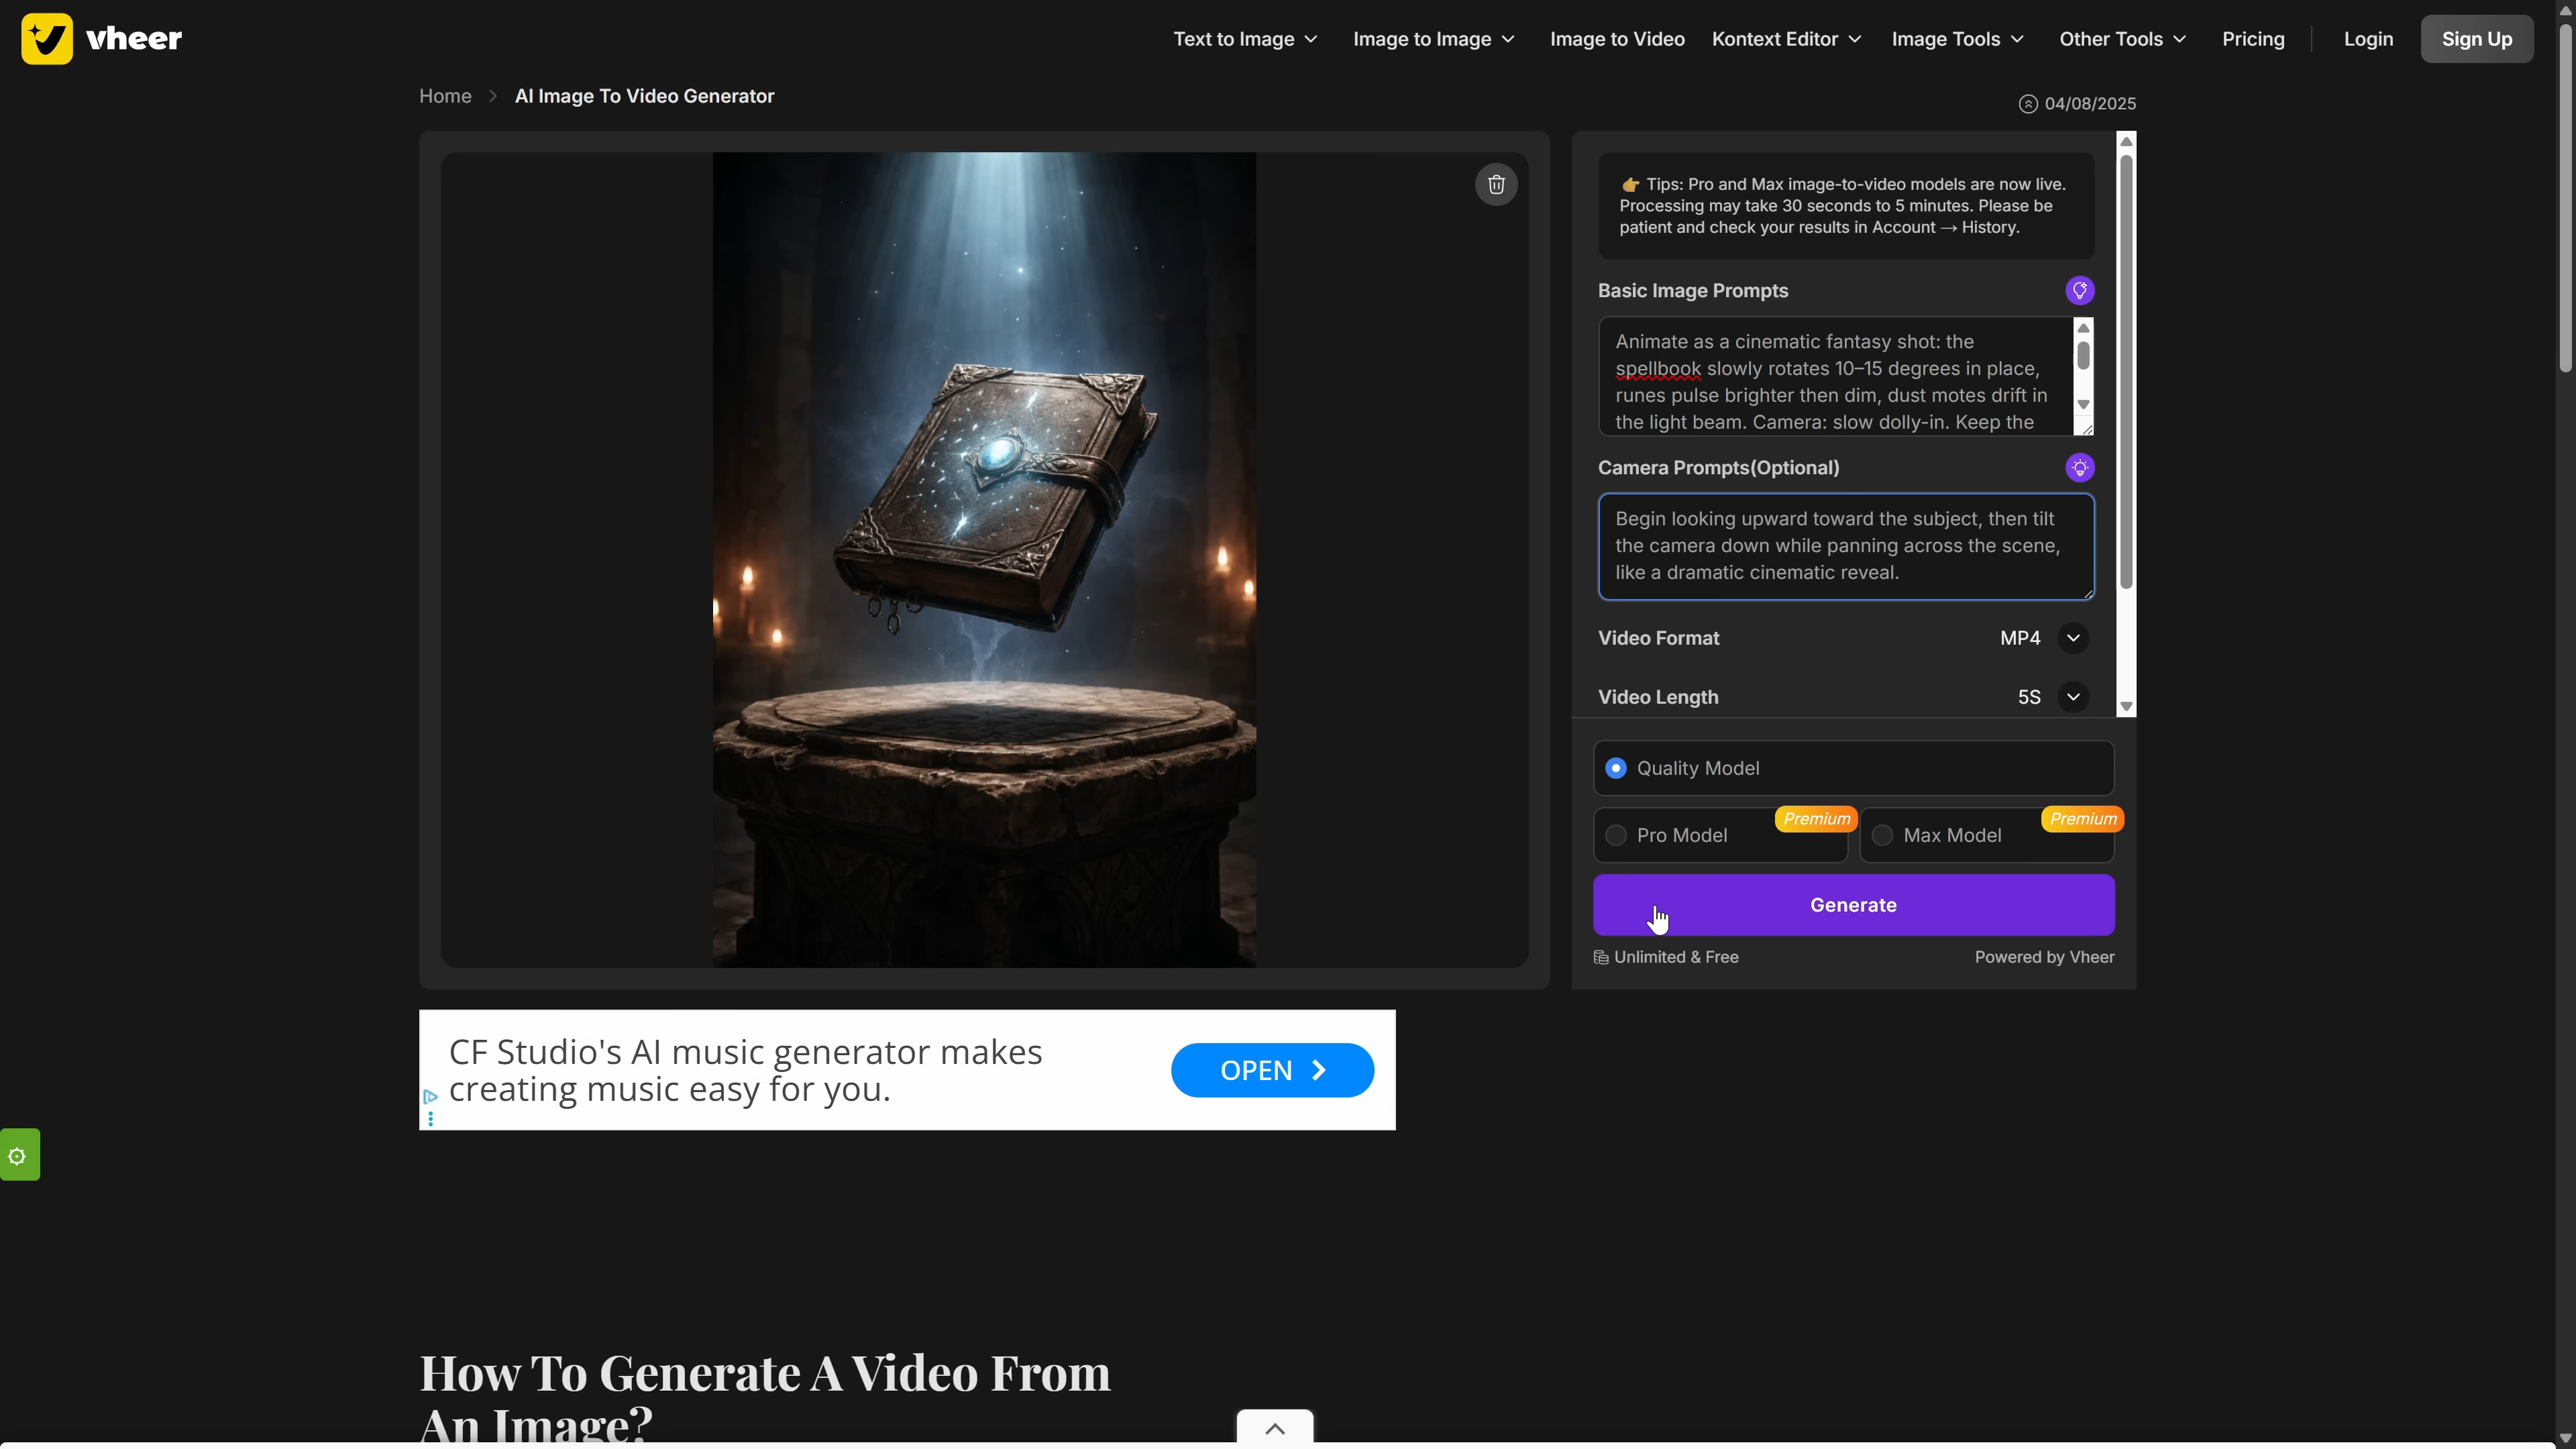 vheer
Text to Image
Image to Image
Image to Video
Kontext Editor
Image Tools
Other Tools
Pricing
Login
Sign Up
Home
AI Image To Video Generator
04/08/2025
👉 Tips: Pro and Max image-to-video models are now live.
Processing may take 30 seconds to 5 minutes. Please be
patient and check your results in Account → History.
Basic Image Prompts
Animate as a cinematic fantasy shot: the
spellbook slowly rotates 10–15 degrees in place,
runes pulse brighter then dim, dust motes drift in
the light beam. Camera: slow dolly-in. Keep the
Camera Prompts(Optional)
Begin looking upward toward the subject, then tilt
the camera down while panning across the scene,
like a dramatic cinematic reveal.
Video Format
MP4
Video Length
5S
Quality Model
Pro Model
Premium
Max Model
Premium
Generate
Unlimited & Free
Powered by Vheer
CF Studio's AI music generator makes
creating music easy for you.
OPEN
How To Generate A Video From
An Image?